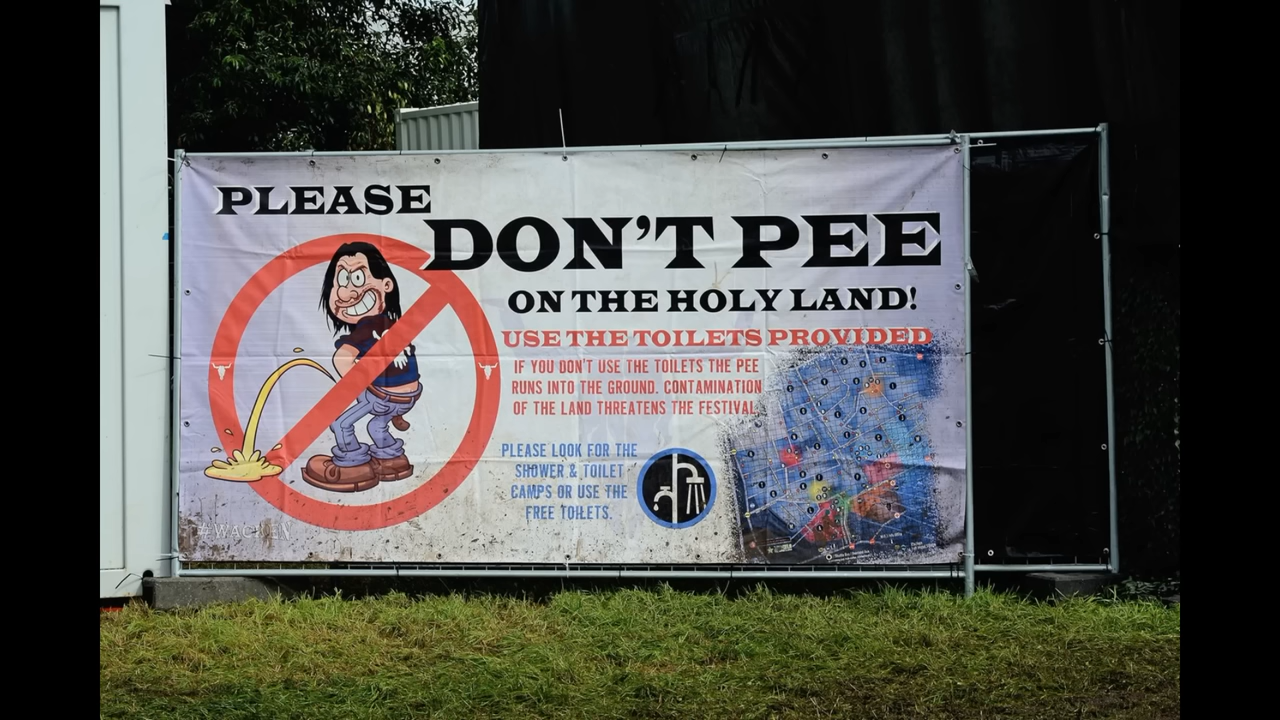 PLEASE
DON'T PEE
ON THE HOLY LAND!
USE THE TOILETS PROVIDED
IF YOU DON'T USE THE TOILETS THE PEE
RUNS INTO THE GROUND. CONTAMINATION
OF THE LAND THREATENS THE FESTIVAL.
PLEASE LOOK FOR THE
SHOWER & TOILET
CAMPS OR USE THE
FREE TOILETS.
#WACKEN